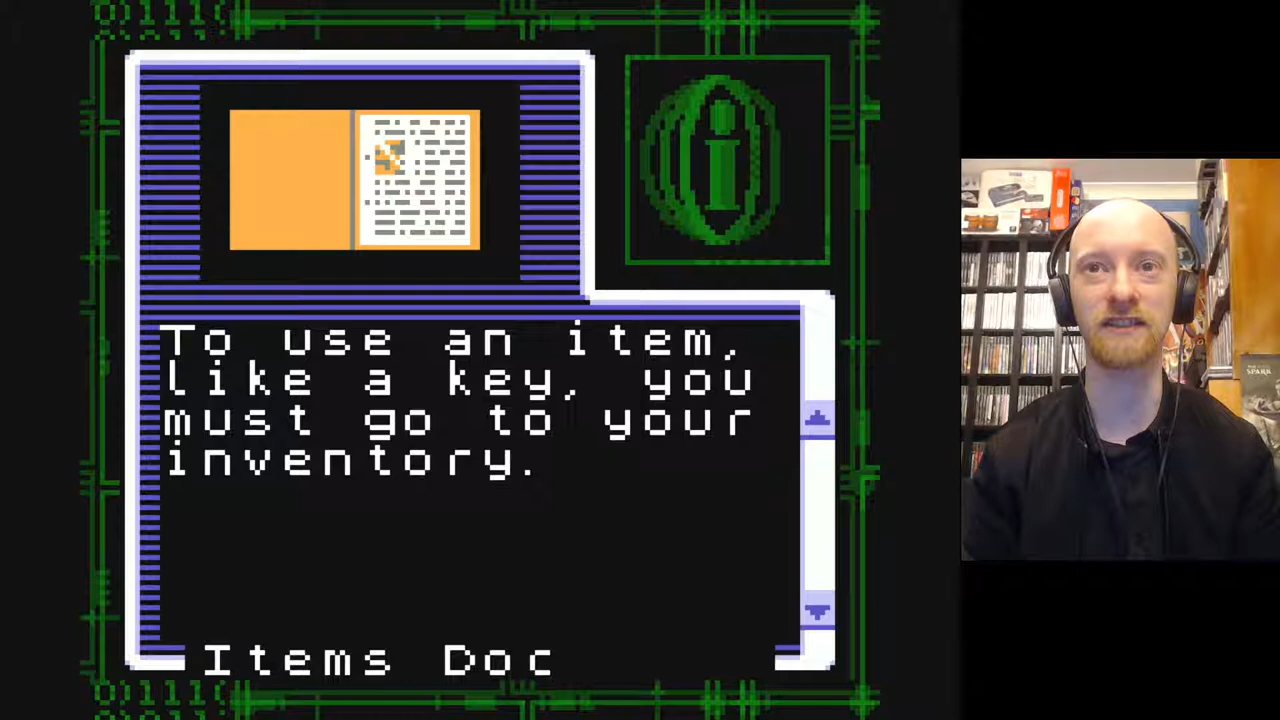 To use an item,
like a key, you
must go to your
inventory.
Items Doc